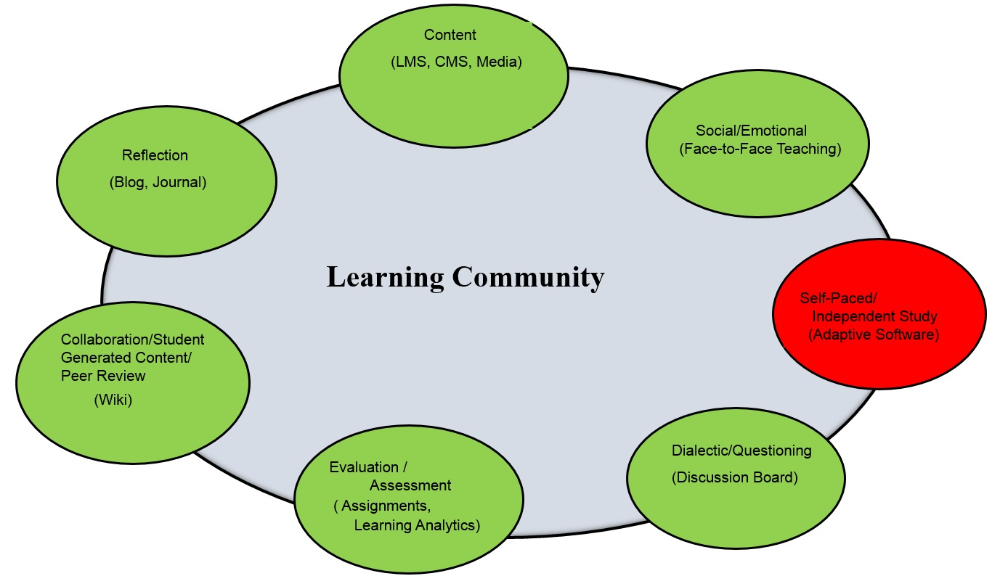 Content
(LMS, CMS, Media)
Social/Emotional
(Face-to-Face Teaching)
Reflection
(Blog, Journal)
Learning Community
Self-Paced/
Independent Study
(Adaptive Software)
Collaboration/Student
Generated Content/
Peer Review
(Wiki)
Evaluation /
Assessment
( Assignments,
Learning Analytics)
Dialectic/Questioning
(Discussion Board)